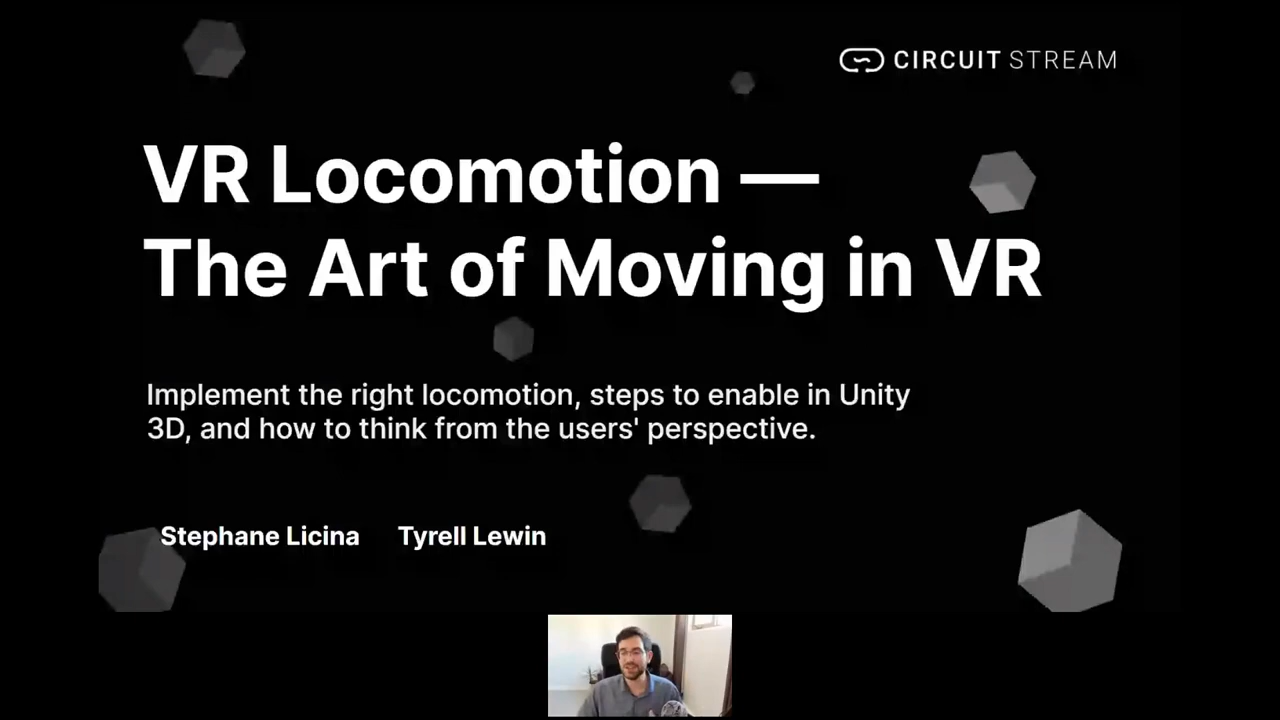 CIRCUIT STREAM
VR Locomotion —
The Art of Moving in VR
Implement the right locomotion, steps to enable in Unity
3D, and how to think from the users' perspective.
Stephane Licina Tyrell Lewin